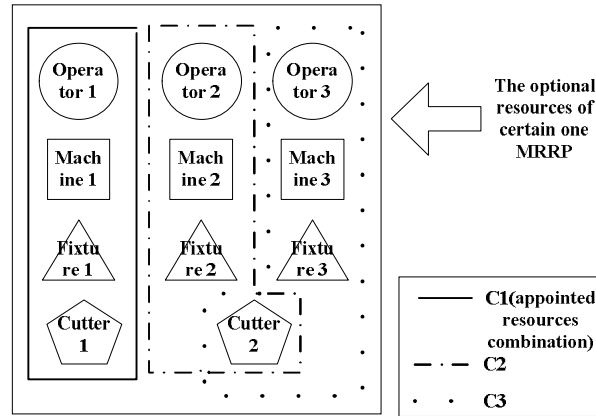 Opera
tor 1
Opera
tor 2
Opera
tor 3
Mach
ine 1
Mach
ine 2
Mach
ine 3
Fixtu
re 1
Fixtu
re 2
Fixtu
re 3
Cutter
1
Cutter
2
The optional
resources of
certain one
MRRP
C1(appointed
resources
combination)
C2
C3